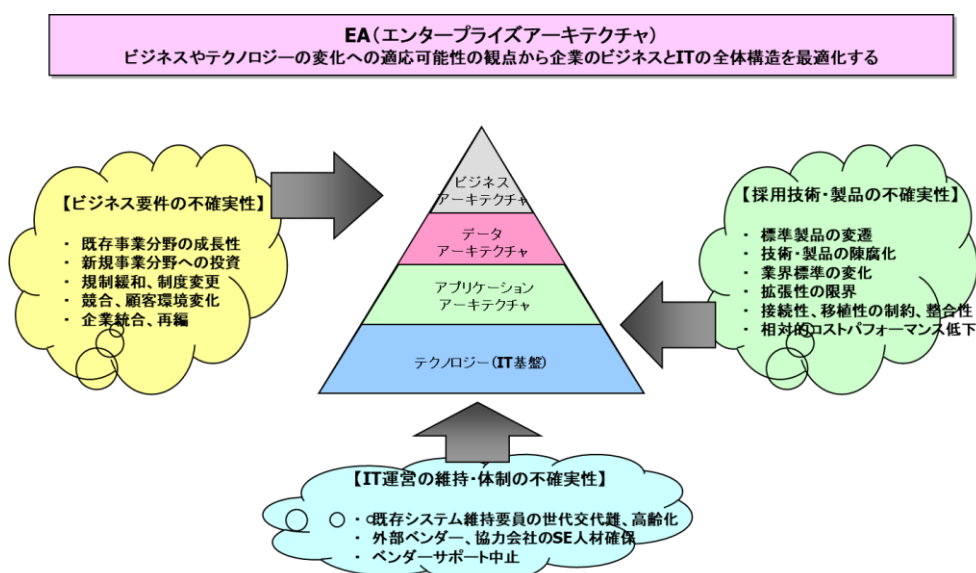 EA(エンタープライズアーキテクチャ)
ビジネスやテクノロジーの変化への適応可能性の観点から企業のビジネスとITの全体構造を最適化する
【ビジネス要件の不確実性】
・ 既存事業分野の成長性
・ 新規事業分野への投資
・ 規制緩和、制度変更
・ 競合、顧客環境変化
・ 企業統合、再編
ビジネス
アーキテクチャ
データ
アーキテクチャ
アプリケーション
アーキテクチャ
テクノロジー(IT基盤)
【採用技術・製品の不確実性】
・ 標準製品の変遷
・ 技術・製品の陳腐化
・ 業界標準の変化
・ 拡張性の限界
・ 接続性、移植性の制約、整合性
・ 相対的コストパフォーマンス低下
【IT運営の維持・体制の不確実性】
・ 既存システム維持要員の世代交代難、高齢化
・ 外部ベンダー、協力会社のSE人材確保
・ ベンダーサポート中止